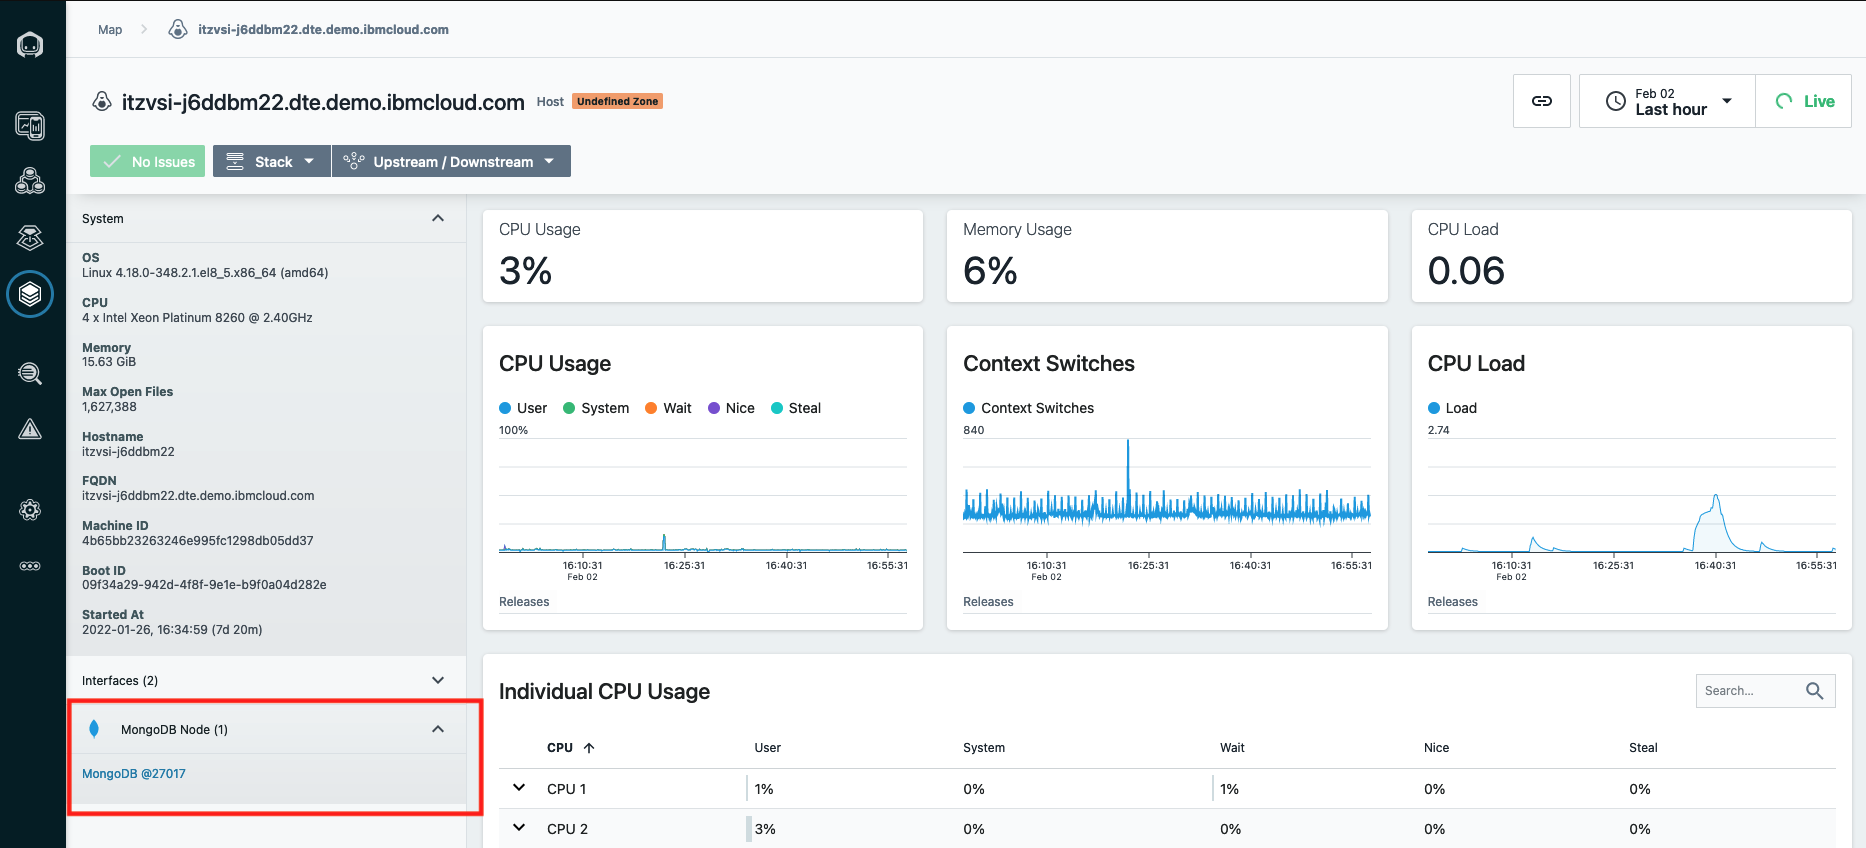 Map
itzvsi-j6ddbm22.dte.demo.ibmcloud.com
itzvsi-j6ddbm22.dte.demo.ibmcloud.com Host Undefined Zone
Feb 02
Last hour
Live
No Issues
Stack
Upstream / Downstream
System
OS
Linux 4.18.0-348.2.1.el8_5.x86_64 (amd64)
CPU
4 x Intel Xeon Platinum 8260 @ 2.40GHz
Memory
15.63 GiB
Max Open Files
1,627,388
Hostname
itzvsi-j6ddbm22
FQDN
itzvsi-j6ddbm22.dte.demo.ibmcloud.com
Machine ID
4b65bb23263246e995fc1298db05dd37
Boot ID
09f34a29-942d-4f8f-9e1e-b9f0a04d282e
Started At
2022-01-26, 16:34:59 (7d 20m)
Interfaces (2)
MongoDB Node (1)
MongoDB @27017
CPU Usage
3%
Memory Usage
6%
CPU Load
0.06
CPU Usage
User System Wait Nice Steal
100%
16:10:31 16:25:31 16:40:31 16:55:31
Feb 02
Releases
Context Switches
Context Switches
840
16:10:31 16:25:31 16:40:31 16:55:31
Feb 02
Releases
CPU Load
Load
2.74
16:10:31 16:25:31 16:40:31 16:55:31
Feb 02
Releases
Individual CPU Usage
Search...
CPU User System Wait Nice Steal
CPU 1 1% 0% 1% 0% 0%
CPU 2 3% 0% 0% 0% 0%